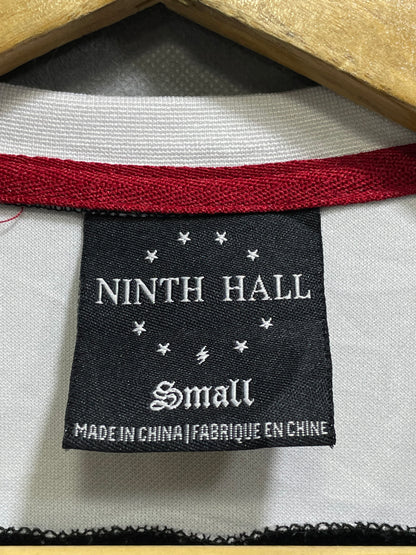 NINTH HALL
Small
MADE IN CHINA|FABRIQUE EN CHINE